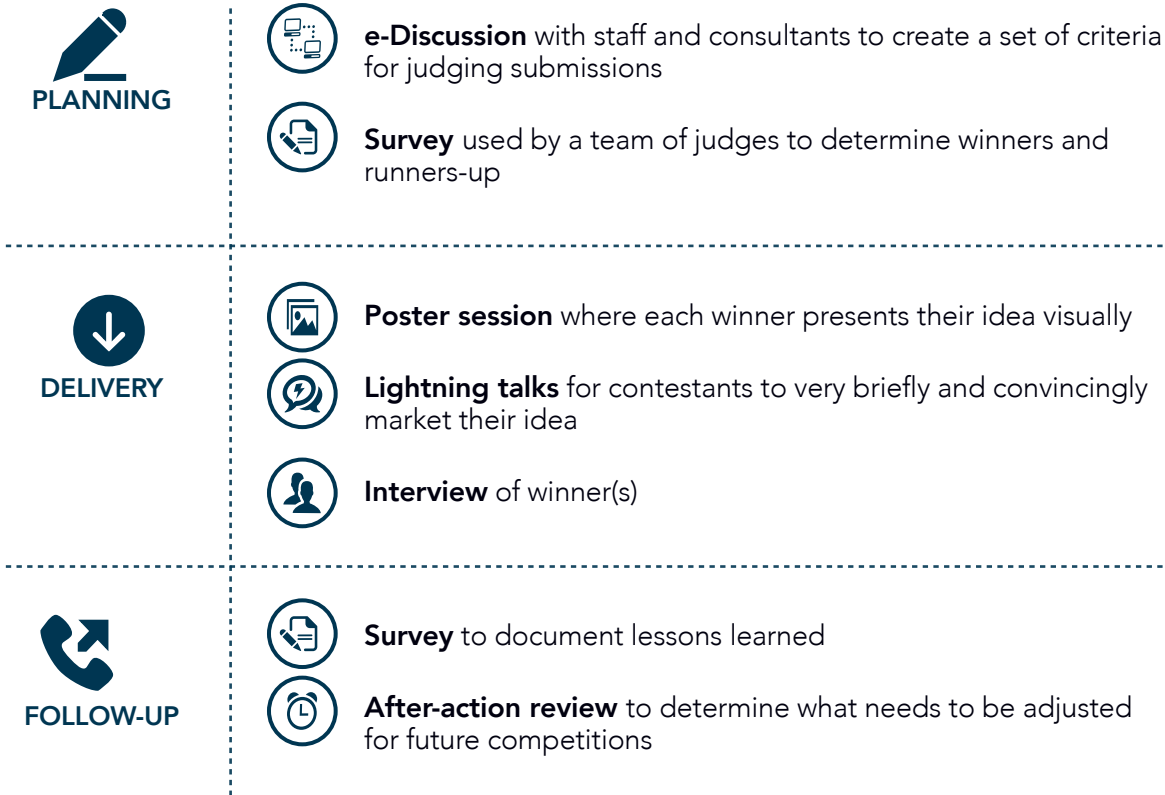 PLANNING
e-Discussion with staff and consultants to create a set of criteria
for judging submissions
Survey used by a team of judges to determine winners and
runners-up
DELIVERY
Poster session where each winner presents their idea visually
Lightning talks for contestants to very briefly and convincingly
market their idea
Interview of winner(s)
FOLLOW-UP
Survey to document lessons learned
After-action review to determine what needs to be adjusted
for future competitions